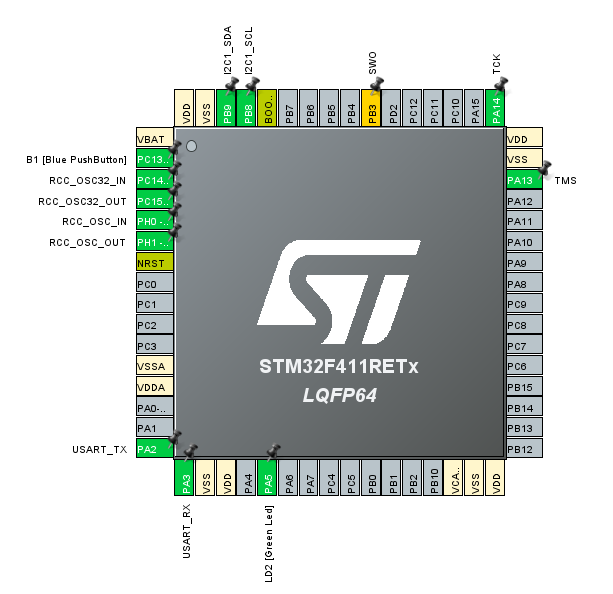 I2C1_SDA
I2C1_SCL
SWO
TCK
VDD
VSS
PB9
PB8
BOO..
PB7
PB6
PB5
PB4
PB3
PD2
PC12
PC11
PC10
PA15
PA14
VBAT
B1 [Blue PushButton]
PC13..
RCC_OSC32_IN
PC14..
RCC_OSC32_OUT
PC15..
RCC_OSC_IN
PH0 -..
RCC_OSC_OUT
PH1 -..
NRST
PC0
PC1
PC2
PC3
VSSA
VDDA
PA0-..
PA1
USART_TX
PA2
VDD
VSS
PA13
TMS
PA12
PA11
PA10
PA9
PA8
PC9
PC8
PC7
PC6
PB15
PB14
PB13
PB12
ST
STM32F411RETx
LQFP64
PA3
VSS
VDD
PA4
PA5
PA6
PA7
PC4
PC5
PB0
PB1
PB2
PB10
VCA..
VSS
VDD
USART_RX
LD2 [Green Led]